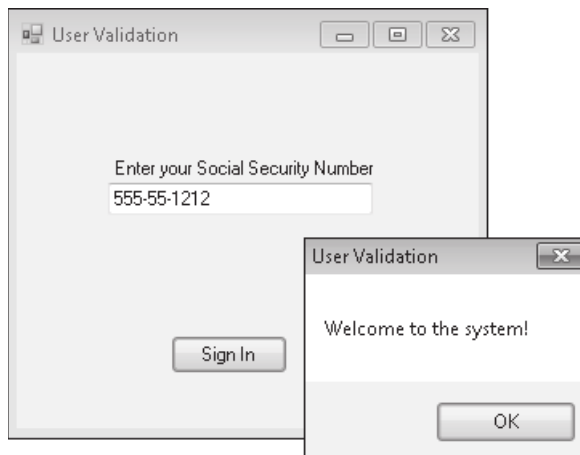 User Validation
Enter your Social Security Number
555-55-1212
Sign In
User Validation
Welcome to the system!
OK